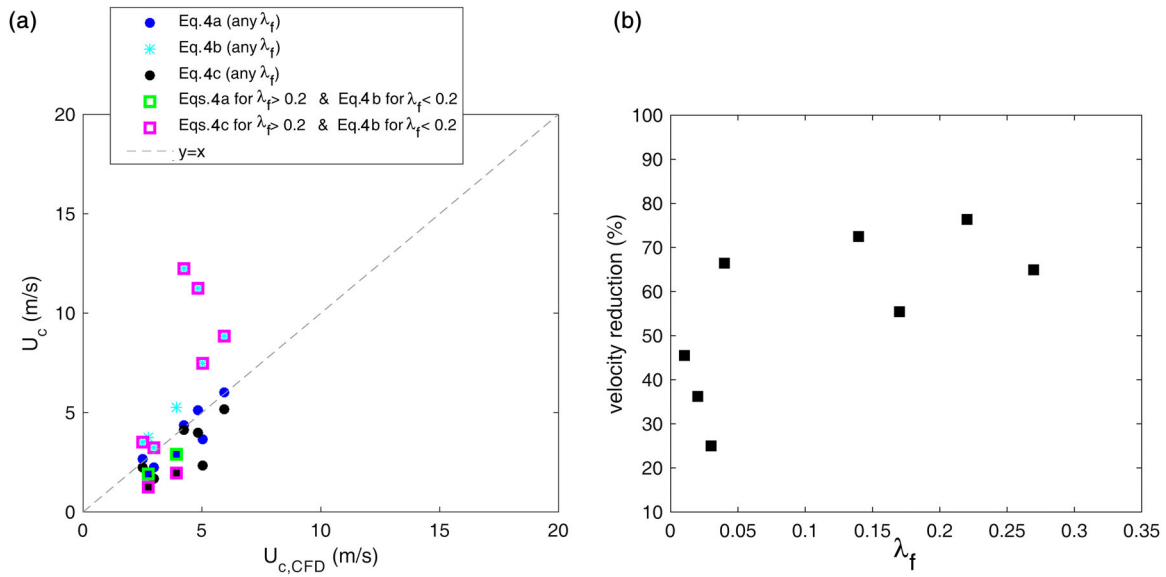 (a)
Eq.4a (any λf)
Eq.4b (any λf)
Eq.4c (any λf)
Eqs.4a for λf> 0.2 & Eq.4b for λf< 0.2
Eqs.4c for λf> 0.2 & Eq.4b for λf< 0.2
y=x
20
15
10
5
0
Uc (m/s)
0 5 10 15 20
Uc,CFD (m/s)
(b)
100
90
80
70
60
50
40
30
20
10
velocity reduction (%)
0 0.05 0.1 0.15 0.2 0.25 0.3 0.35
λf